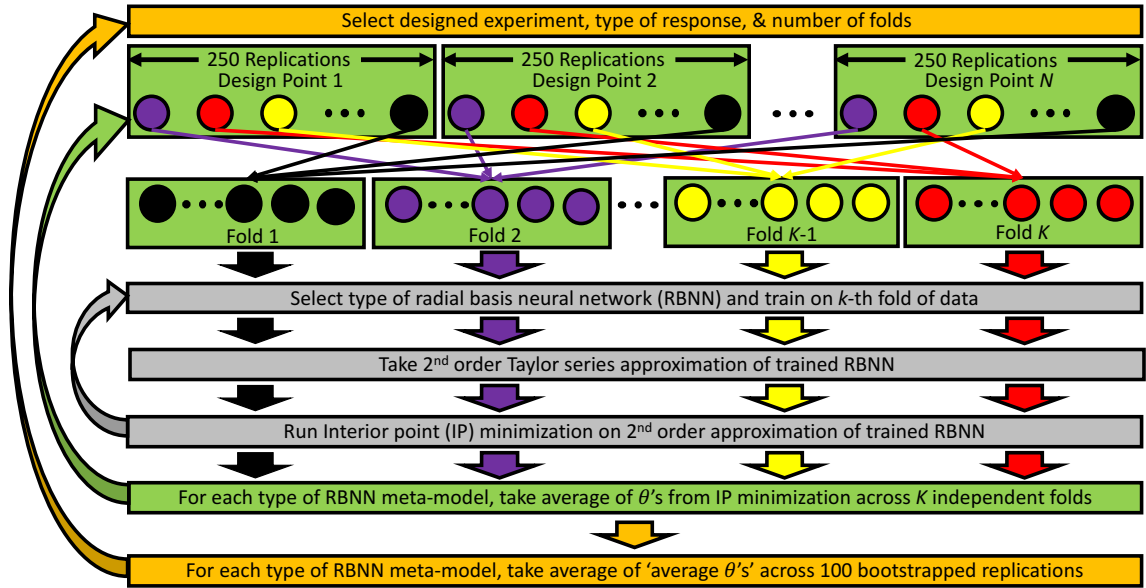 Select designed experiment, type of response, & number of folds
250 Replications
Design Point 1
250 Replications
Design Point 2
250 Replications
Design Point N
Fold 1
Fold 2
Fold K-1
Fold K
Select type of radial basis neural network (RBNN) and train on k-th fold of data
Take 2nd order Taylor series approximation of trained RBNN
Run Interior point (IP) minimization on 2nd order approximation of trained RBNN
For each type of RBNN meta-model, take average of θ's from IP minimization across K independent folds
For each type of RBNN meta-model, take average of ‘average θ's’ across 100 bootstrapped replications